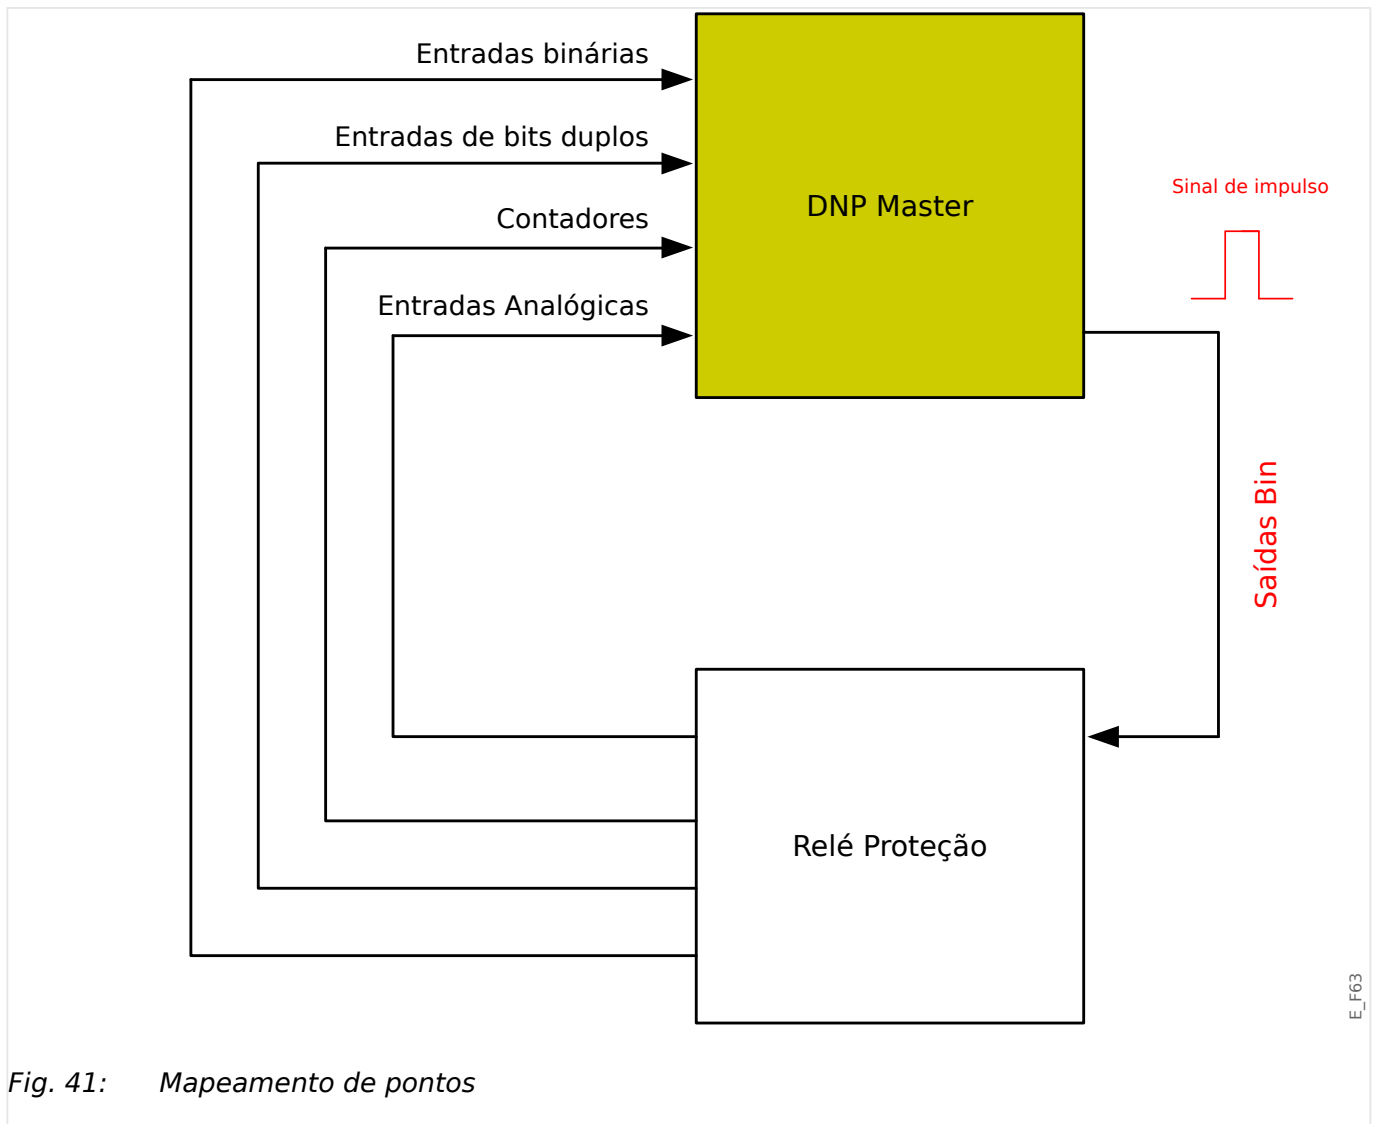 Entradas binárias
Entradas de bits duplos
Contadores
Entradas Analógicas
DNP Master
Sinal de impulso
Saídas Bin
Relé Proteção
E_F63
Fig. 41: Mapeamento de pontos